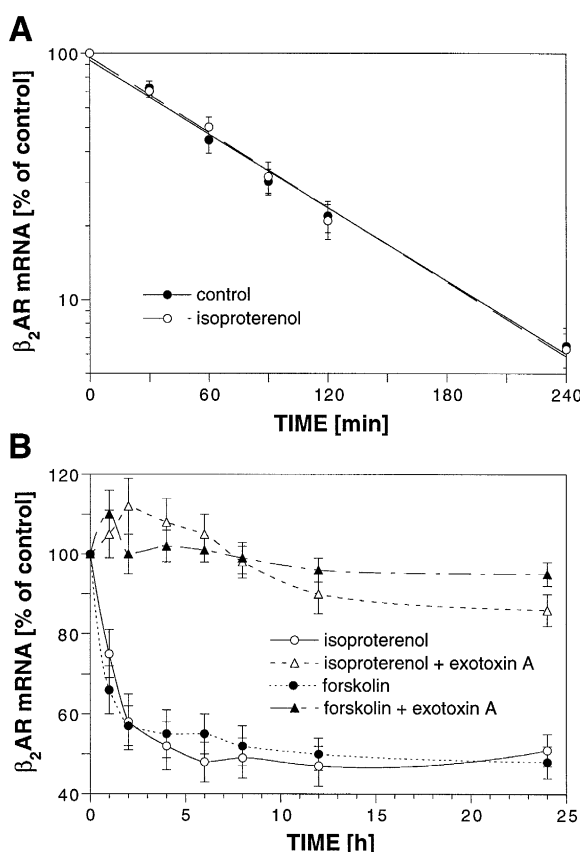 A
β₂AR mRNA [% of control]
100
10
control
isoproterenol
0 60 120 180 240
TIME [min]
B
β₂AR mRNA [% of control]
120
100
80
60
40
isoproterenol
isoproterenol + exotoxin A
forskolin
forskolin + exotoxin A
0 5 10 15 20 25
TIME [h]